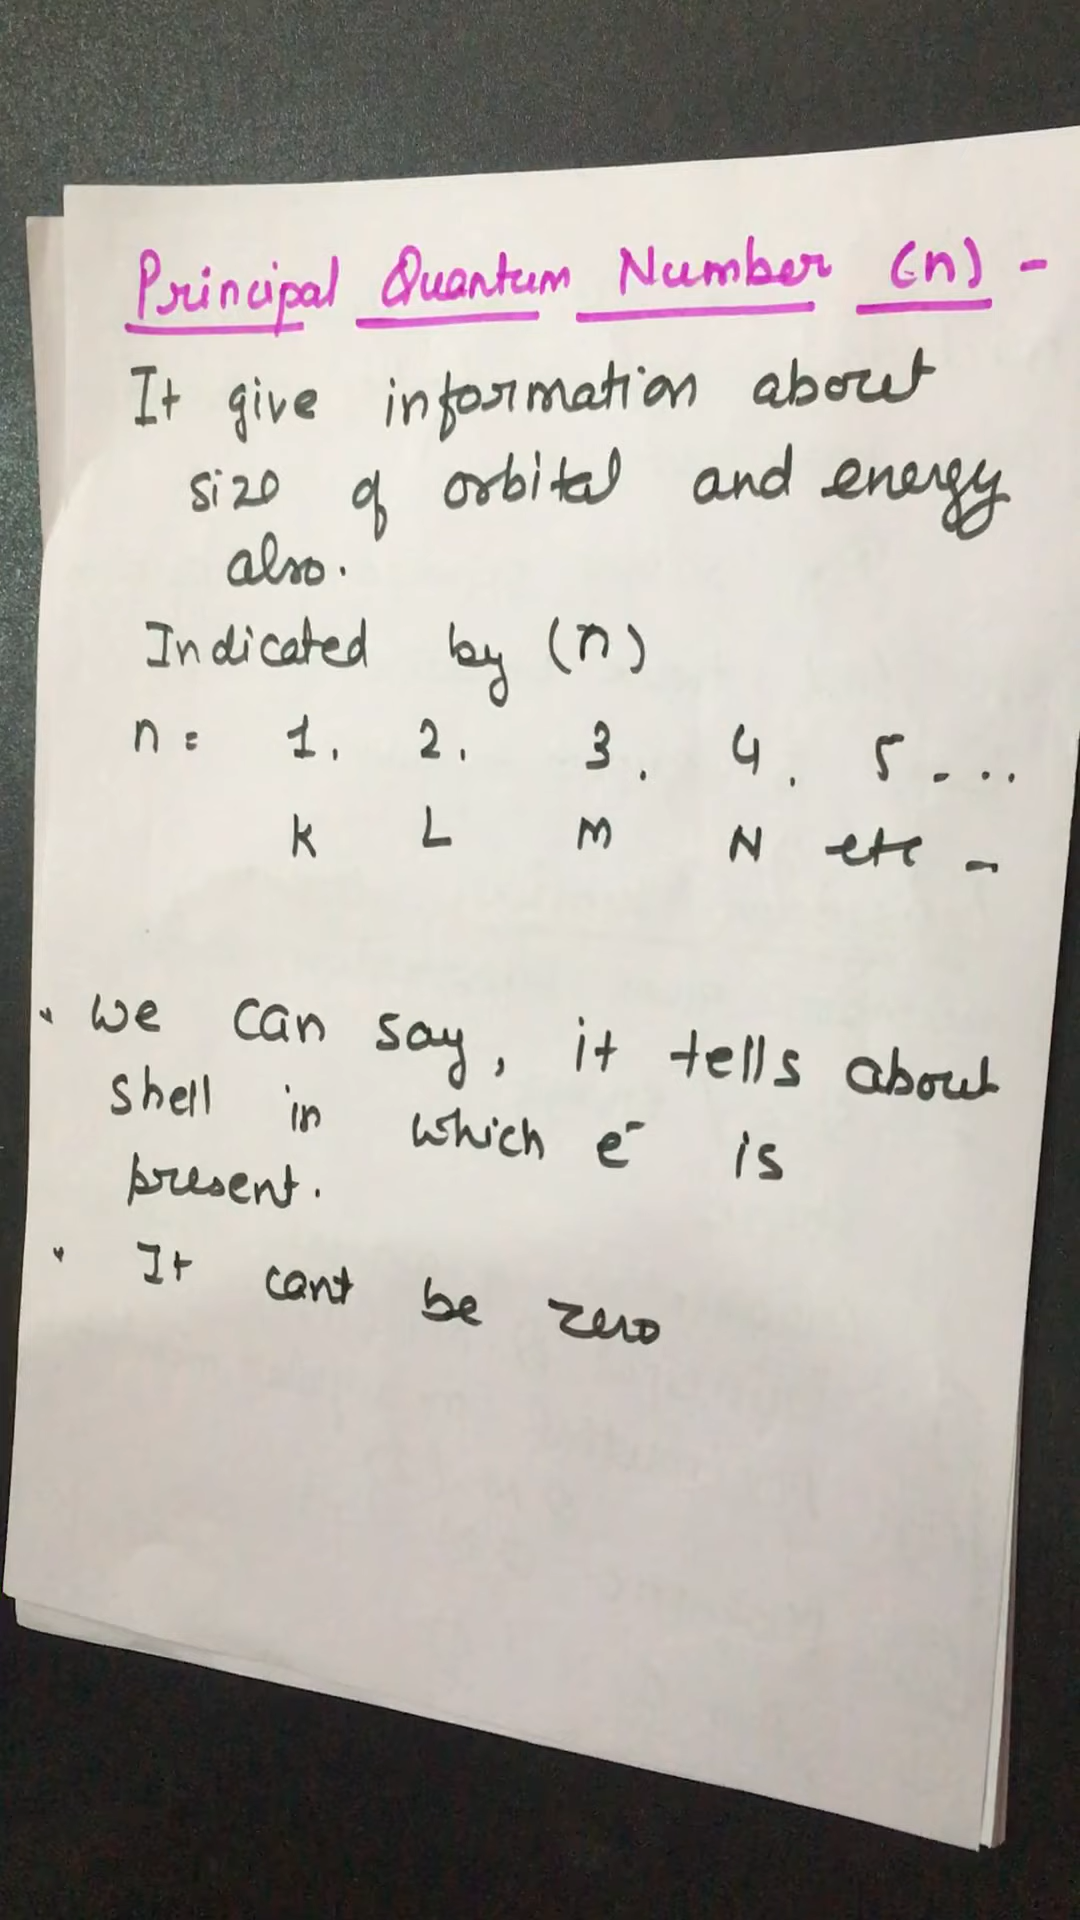 Principal Quantum Number (n) -
It give information about
size of orbital and energy
also.
Indicated by (n)
n = 1, 2, 3, 4, 5 - ...
K L M N etc -
• We can say, it tells about
shell in which e⁻ is
present.
• It cant be zero